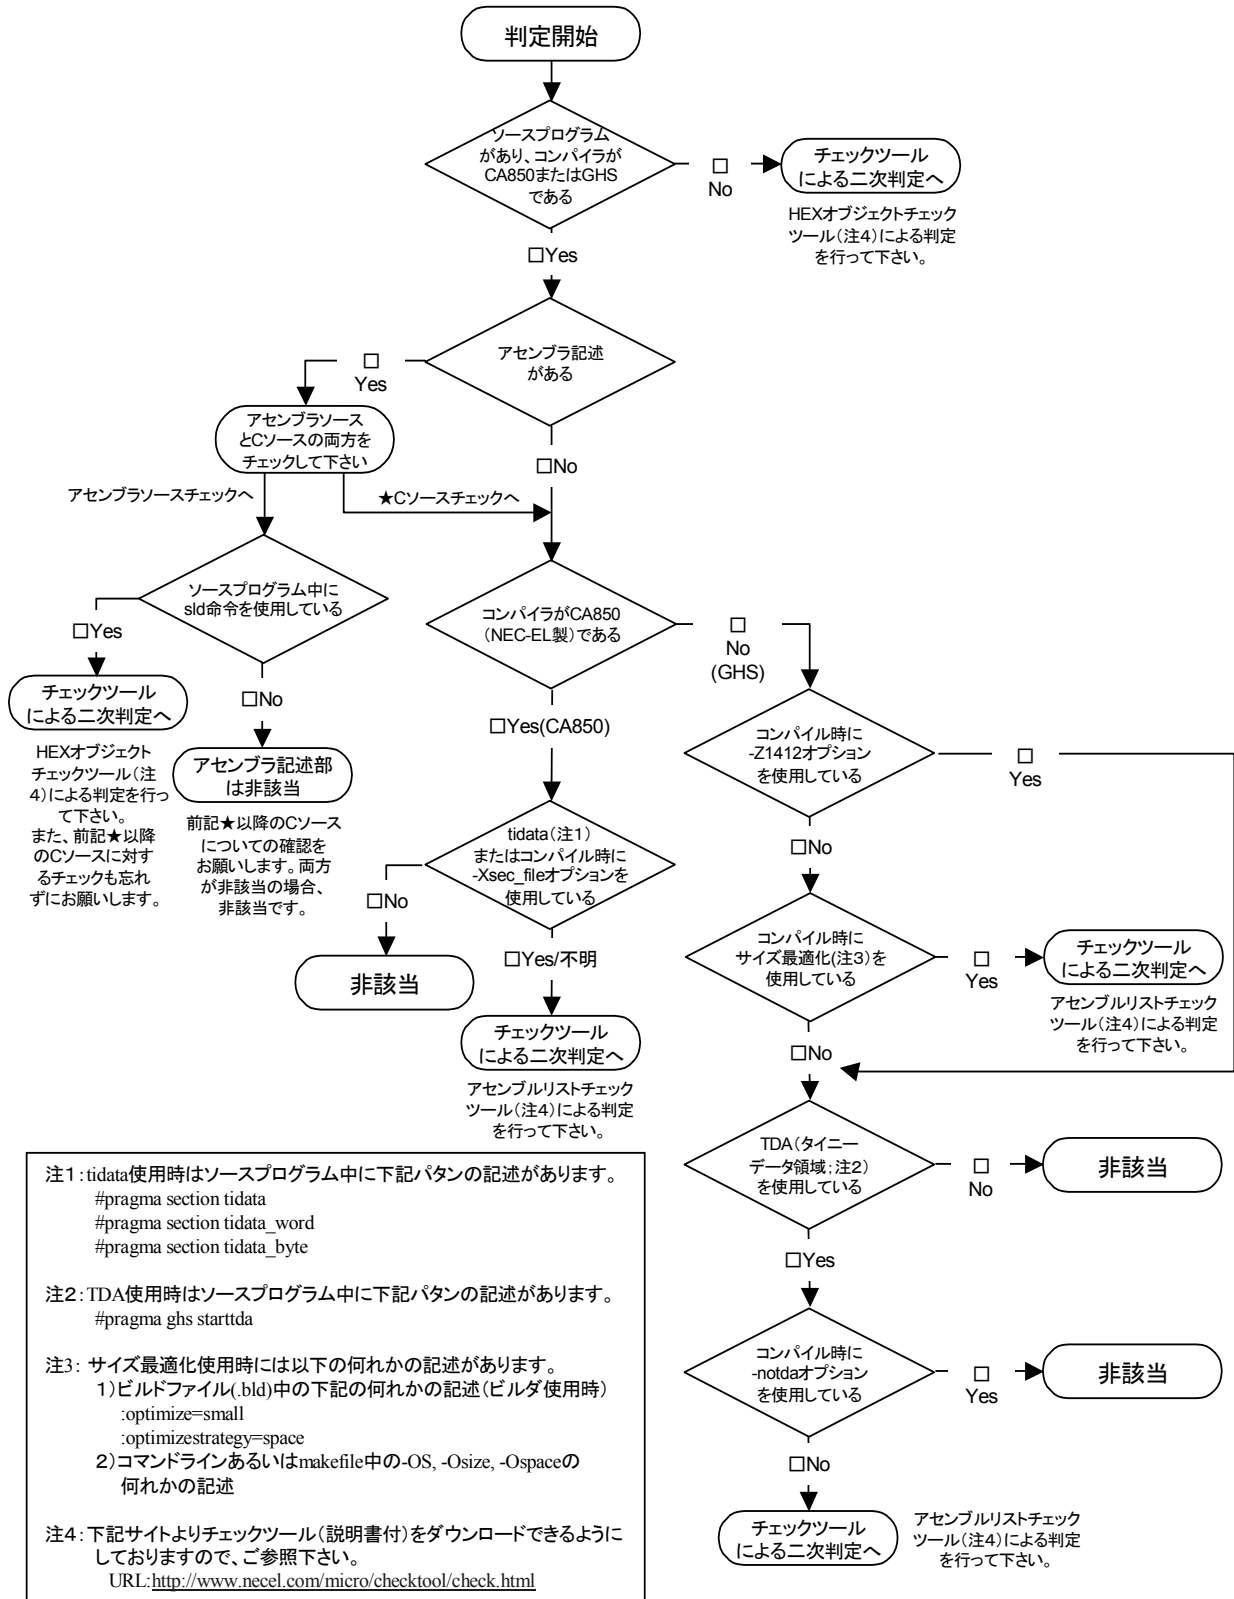 判定開始
ソースプログラム
があり、コンパイラが
CA850またはGHS
である
□
No
チェックツール
による二次判定へ
HEXオブジェクトチェック
ツール(注4)による判定
を行って下さい。
□Yes
アセンブラ記述
がある
□
Yes
アセンブラソース
とCソースの両方を
チェックして下さい
□No
アセンブラソースチェックへ
★Cソースチェックへ
ソースプログラム中に
sld命令を使用している
□Yes
チェックツール
による二次判定へ
HEXオブジェクト
チェックツール(注
4)による判定を行っ
て下さい。
また、前記★以降
のCソースに対す
るチェックも忘れ
ずにお願いします。
□No
アセンブラ記述部
は非該当
前記★以降のCソース
についての確認を
お願いします。両方
が非該当の場合、
非該当です。
コンパイラがCA850
(NEC-EL製)である
□
No
(GHS)
□Yes(CA850)
tidata(注1)
またはコンパイル時に
-Xsec_fileオプションを
使用している
□No
非該当
□Yes/不明
チェックツール
による二次判定へ
アセンブルリストチェック
ツール(注4)による判定
を行って下さい。
コンパイル時に
-Z1412オプション
を使用している
□
Yes
□No
コンパイル時に
サイズ最適化(注3)を
使用している
□
Yes
チェックツール
による二次判定へ
アセンブルリストチェック
ツール(注4)による判定
を行って下さい。
□No
TDA(タイニー
データ領域;注2)
を使用している
□
No
非該当
□Yes
コンパイル時に
-notdaオプション
を使用している
□
Yes
非該当
□No
チェックツール
による二次判定へ
アセンブルリストチェック
ツール(注4)による判定
を行って下さい。
注1:tidata使用時はソースプログラム中に下記パタンの記述があります。
#pragma section tidata
#pragma section tidata_word
#pragma section tidata_byte
注2:TDA使用時はソースプログラム中に下記パタンの記述があります。
#pragma ghs starttda
注3: サイズ最適化使用時には以下の何れかの記述があります。
1)ビルドファイル(.bld)中の下記の何れかの記述(ビルダ使用時)
:optimize=small
:optimizestrategy=space
2)コマンドラインあるいはmakefile中の-OS, -Osize, -Ospaceの
何れかの記述
注4:下記サイトよりチェックツール(説明書付)をダウンロードできるように
しておりますので、ご参照下さい。
URL:http://www.necel.com/micro/checktool/check.html